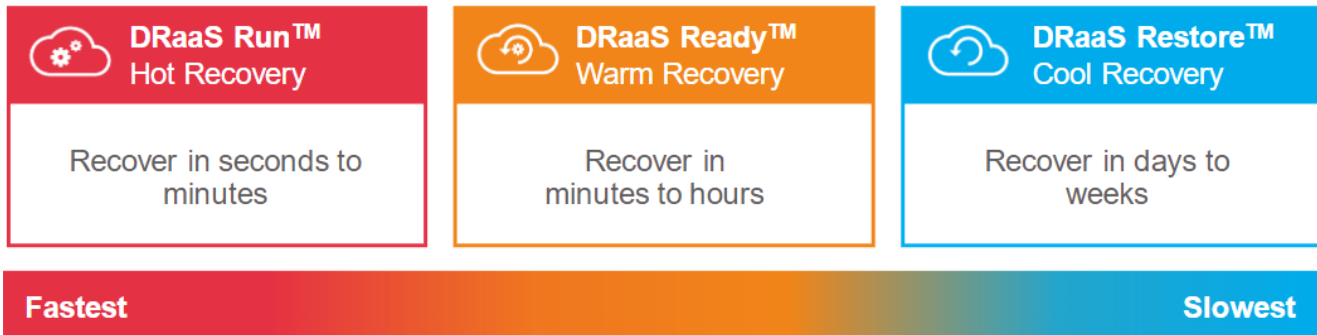 DRaaS Run™
Hot Recovery
Recover in seconds to
minutes
DRaaS Ready™
Warm Recovery
Recover in
minutes to hours
DRaaS Restore™
Cool Recovery
Recover in days to
weeks
Fastest
Slowest